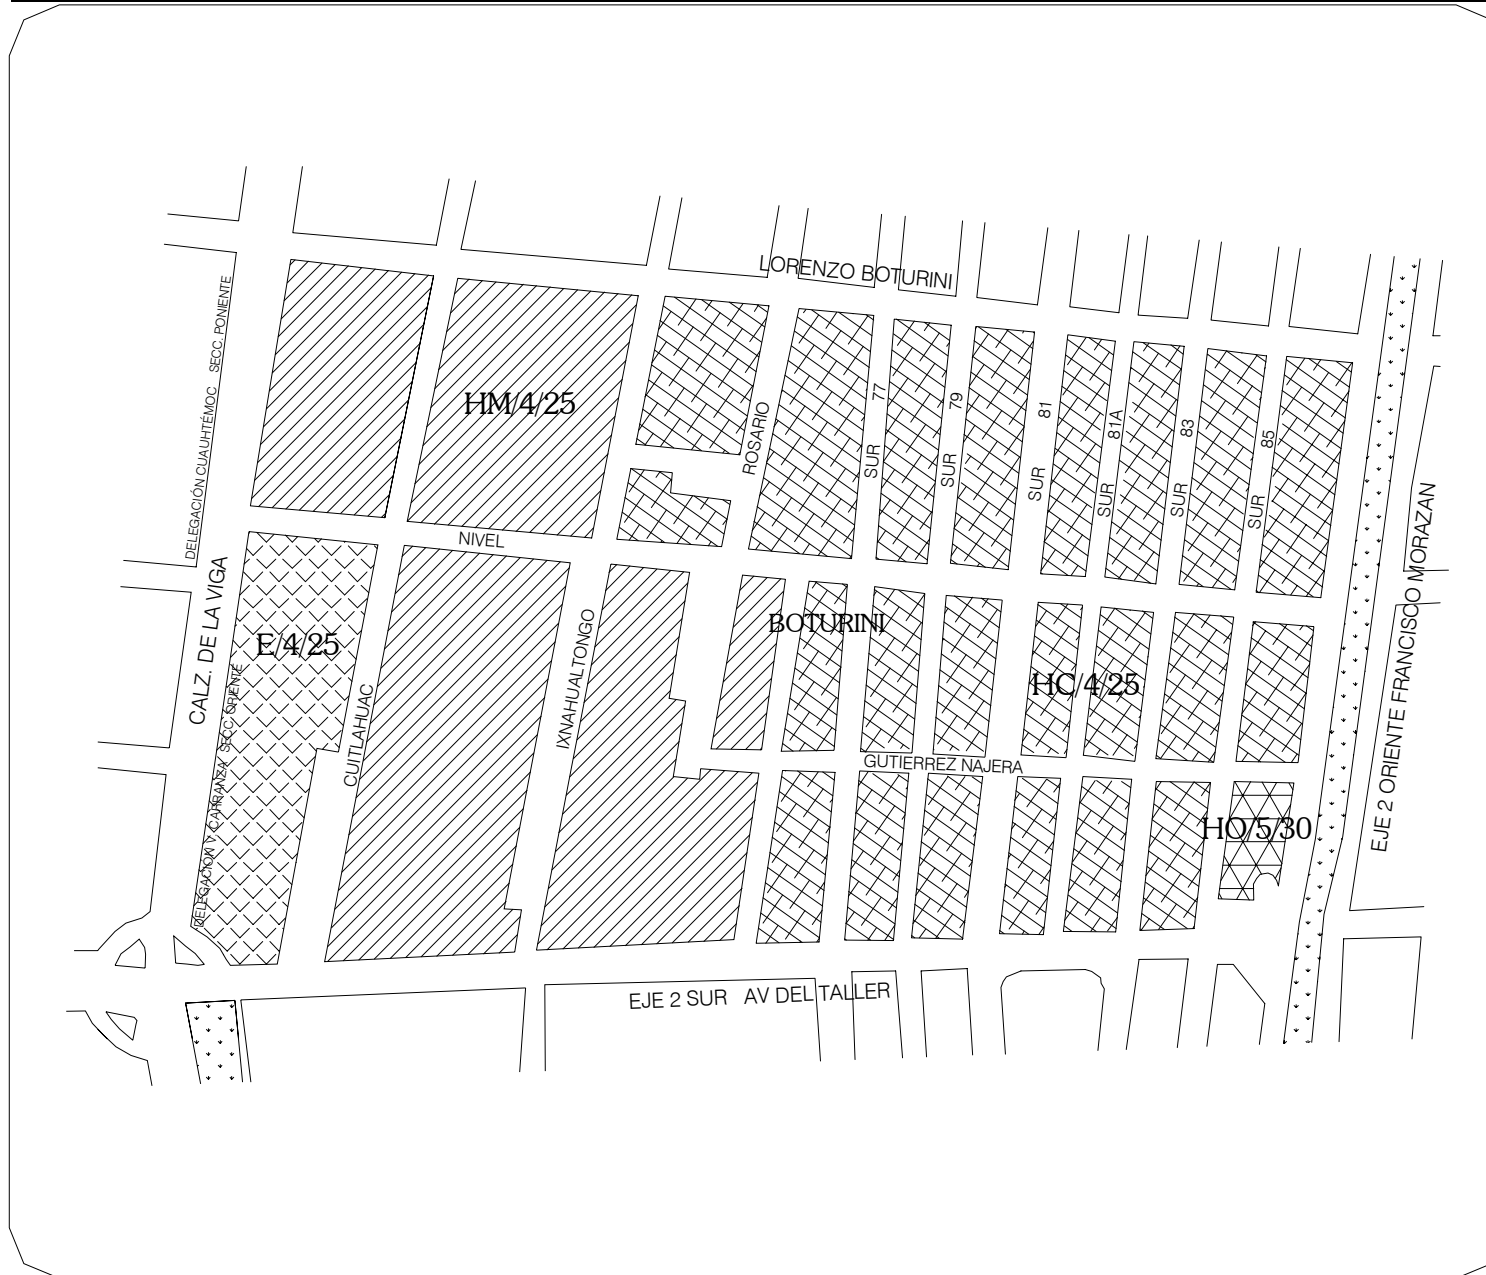 LORENZO BOTURINI
DELEGACIÓN CUAUHTÉMOC SECC. PONIENTE
HM/4/25
ROSARIO
SUR 77
SUR 79
SUR 81
SUR 81A
SUR 83
SUR 85
NIVEL
CALZ. DE LA VIGA
E/4/25
DELEGACIÓN V. CARRANZA SECC. ORIENTE
CUITLAHUAC
IXNAHUALTONGO
BOTURINI
HC/4/25
GUTIERREZ NAJERA
HO/5/30
EJE 2 ORIENTE FRANCISCO MORAZAN
EJE 2 SUR AV DEL TALLER